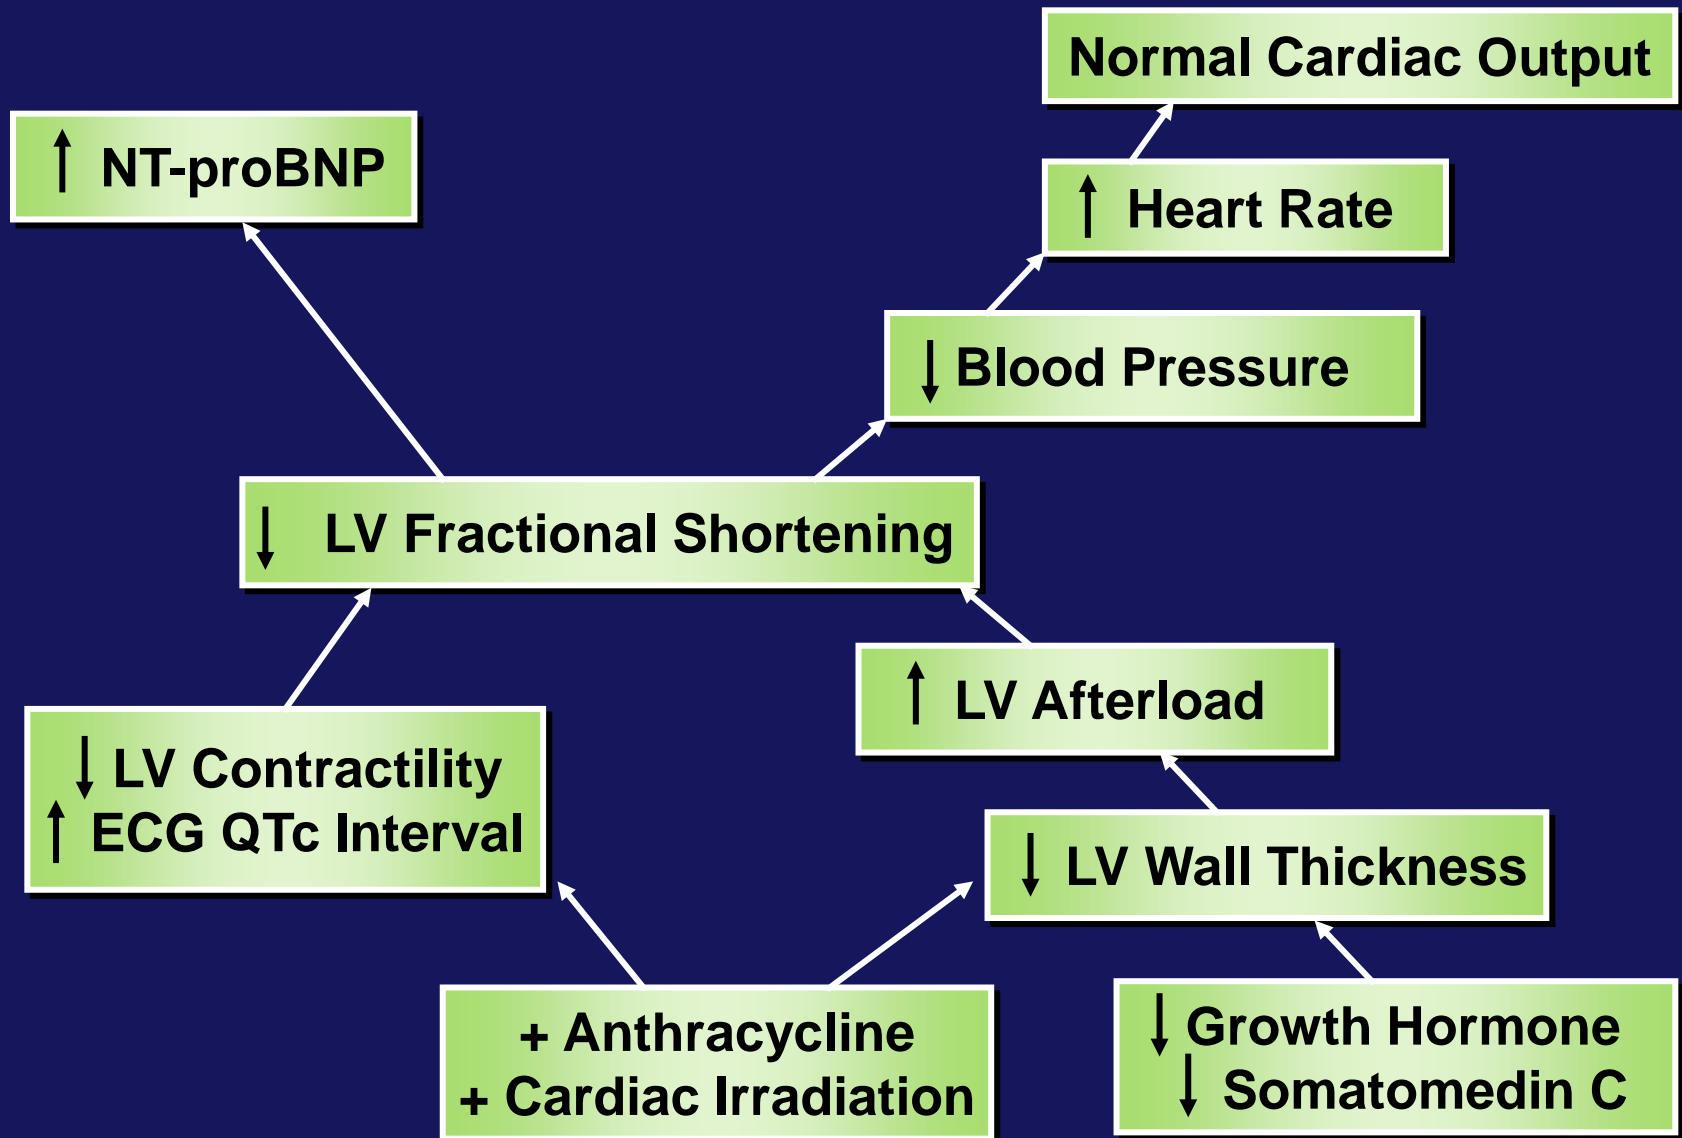 Normal Cardiac Output
↑ NT-proBNP
↑ Heart Rate
↓ Blood Pressure
↓ LV Fractional Shortening
↑ LV Afterload
↓ LV Contractility
↑ ECG QTc Interval
↓ LV Wall Thickness
+ Anthracycline
+ Cardiac Irradiation
↓ Growth Hormone
↓ Somatomedin C